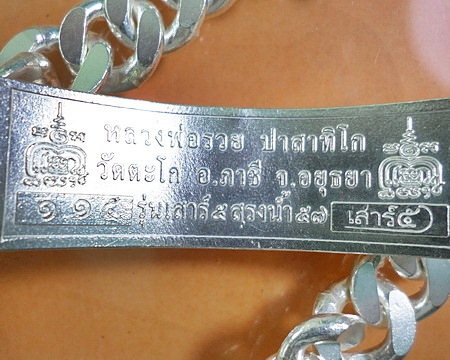 หลวงพ่อรวย ปาสาทิโก
วัดตะโก อ.ภาชี จ.อยุธยา
๑๑๕ รุ่นเสาร์๕สรงน้ำ๕๗ เสาร์๕